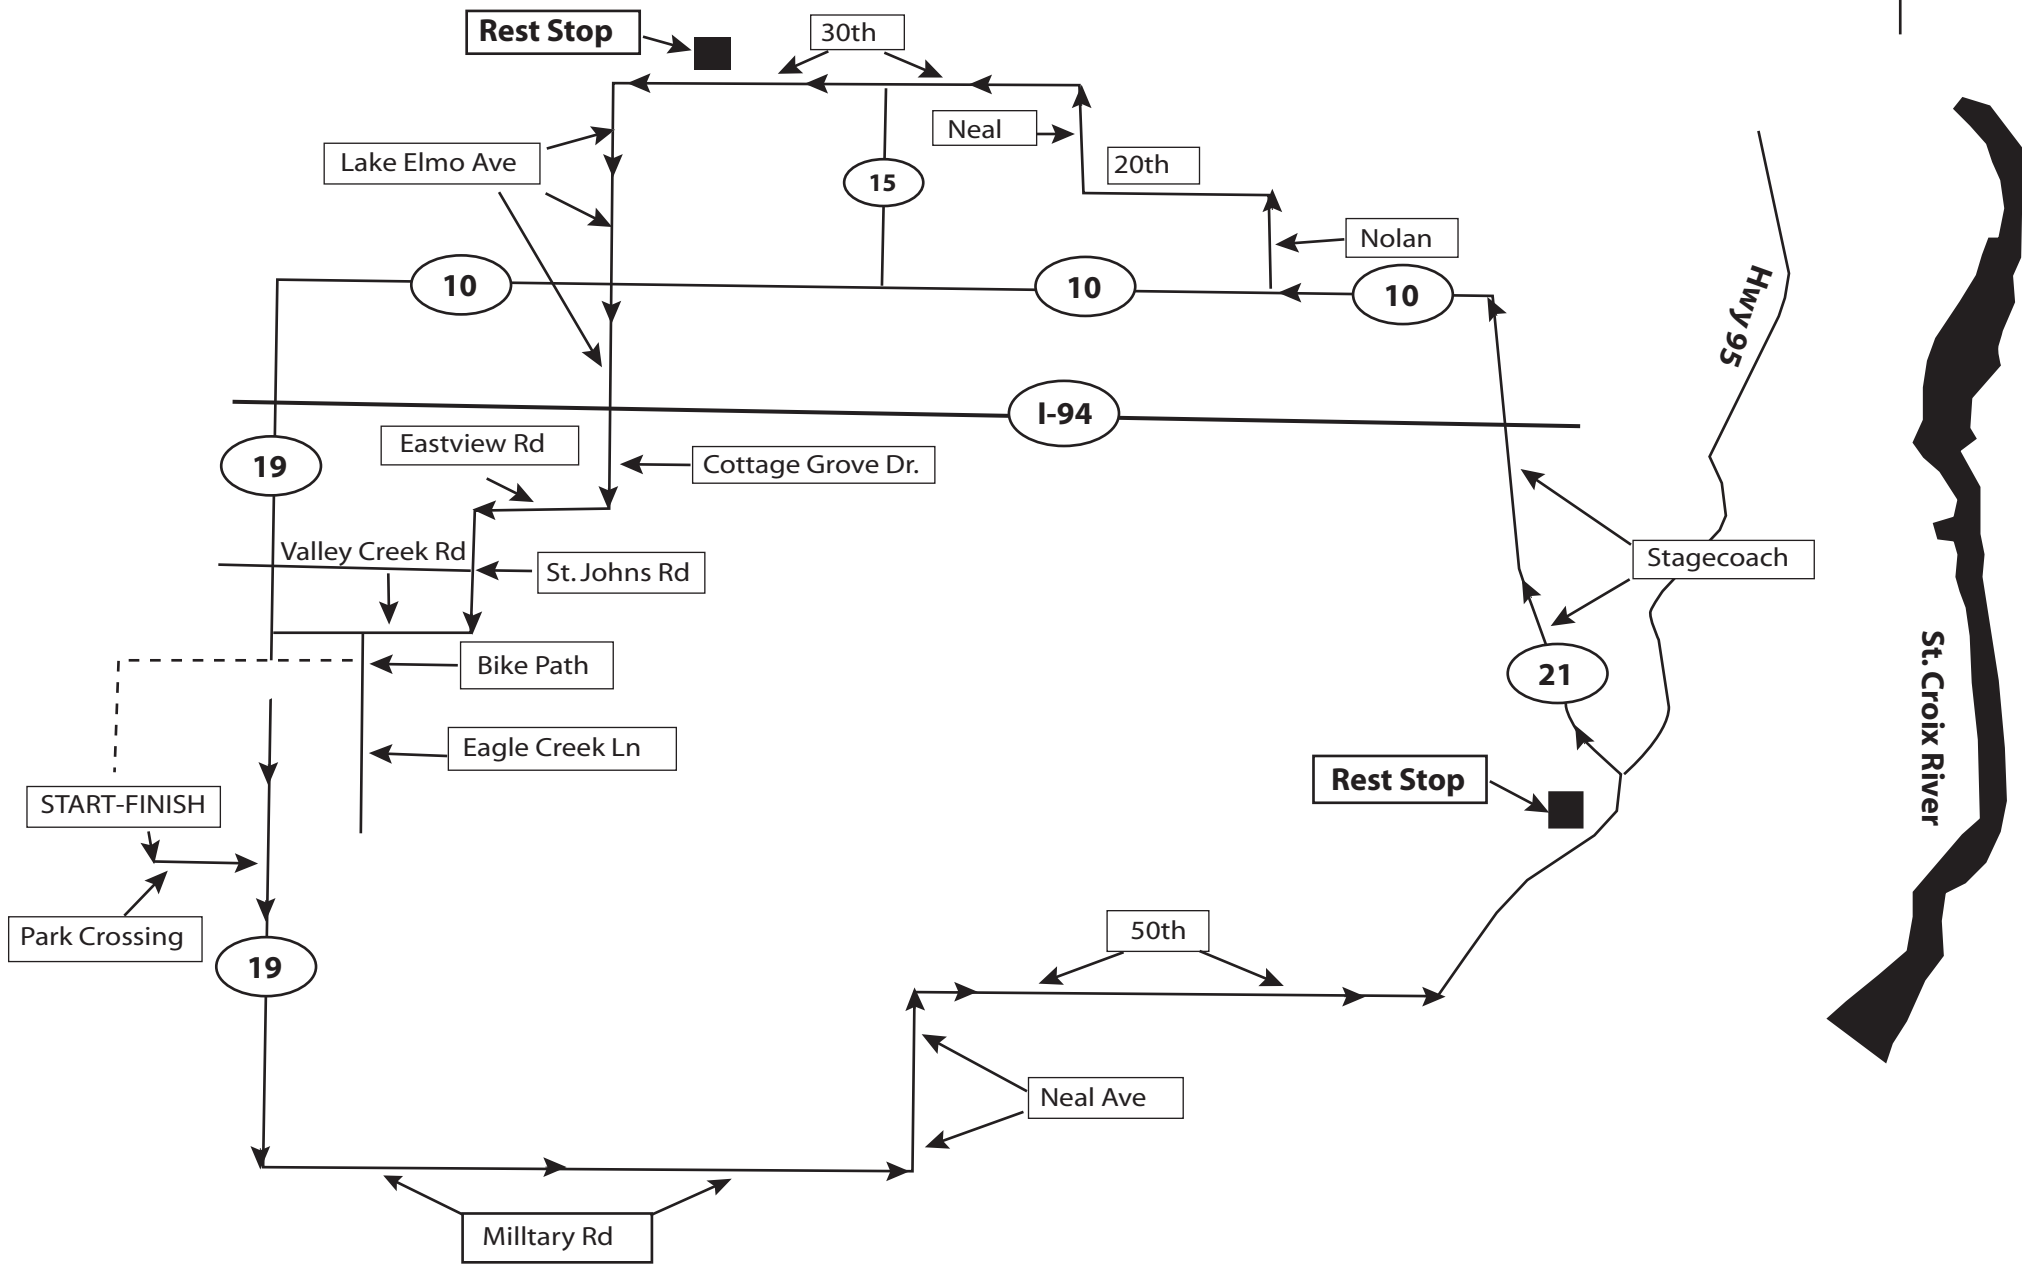 Rest Stop
30th
Neal
Lake Elmo Ave
20th
15
Nolan
10
10
10
Hwy 95
I-94
Eastview Rd
Cottage Grove Dr.
19
Valley Creek Rd
St. Johns Rd
Stagecoach
Bike Path
21
St. Croix River
Eagle Creek Ln
Rest Stop
START-FINISH
Park Crossing
50th
19
Neal Ave
Milltary Rd